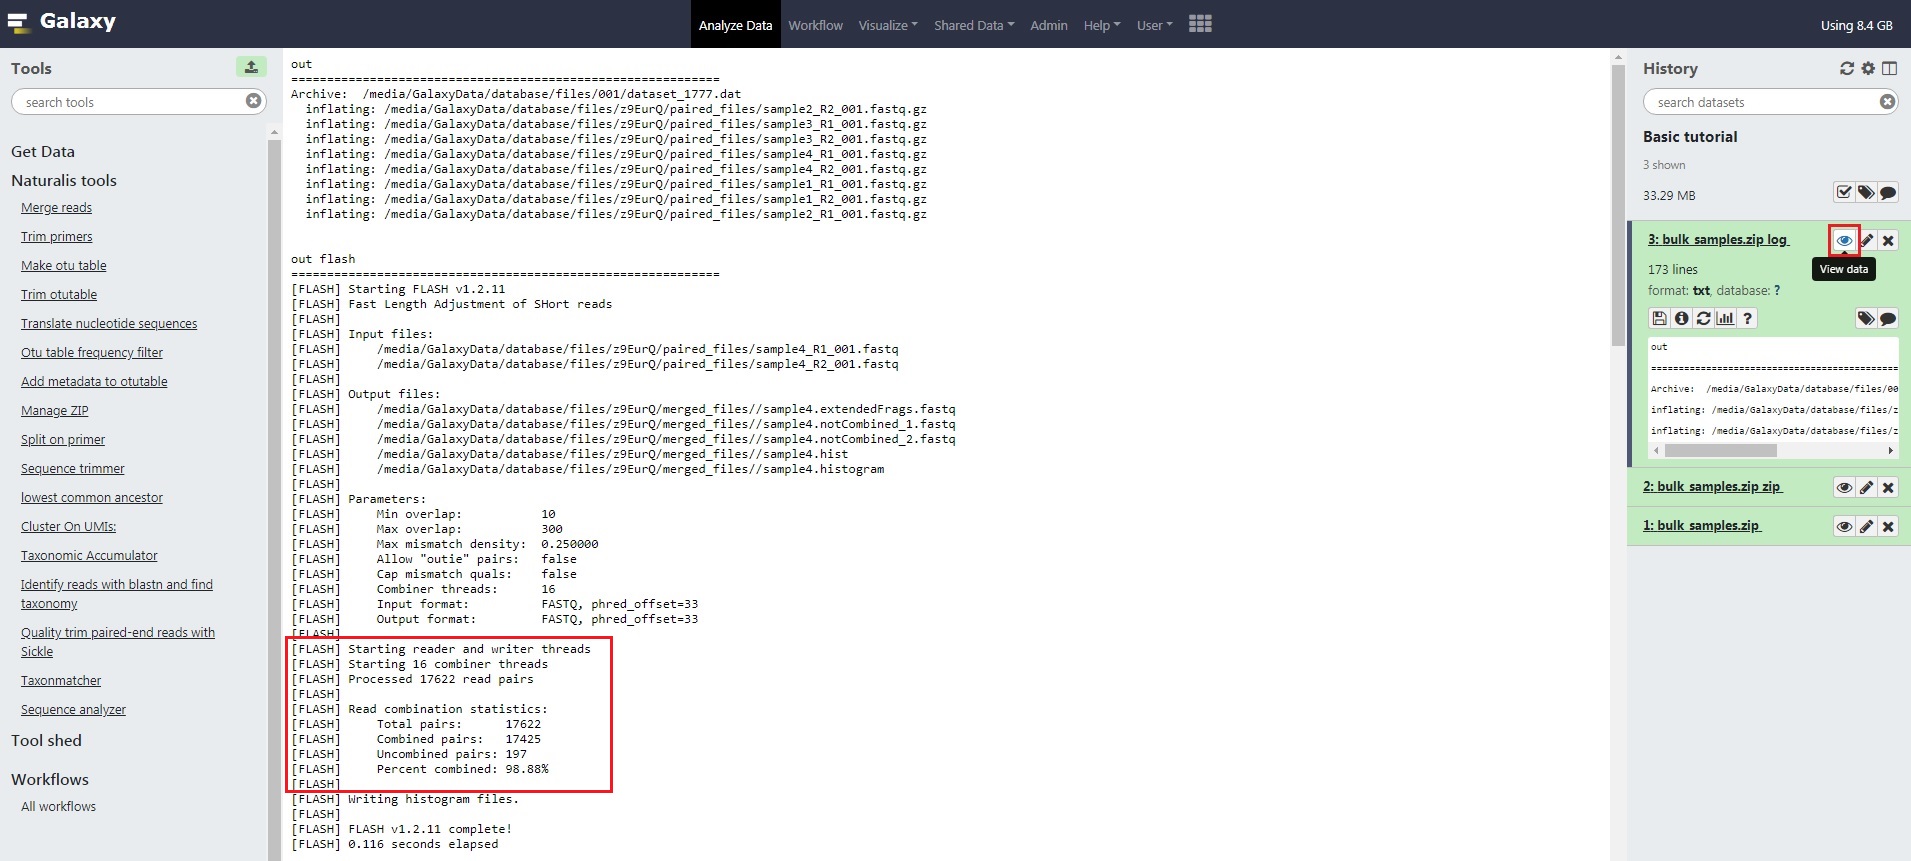 Galaxy
Analyze Data Workflow Visualize Shared Data Admin Help User
Using 8.4 GB
Tools
search tools
Get Data
Naturalis tools
Merge reads
Trim primers
Make otu table
Trim otutable
Translate nucleotide sequences
Otu table frequency filter
Add metadata to otutable
Manage ZIP
Split on primer
Sequence trimmer
lowest common ancestor
Cluster On UMIs:
Taxonomic Accumulator
Identify reads with blastn and find
taxonomy
Quality trim paired-end reads with
Sickle
Taxonmatcher
Sequence analyzer
Tool shed
Workflows
All workflows
out
============================================================
Archive:  /media/GalaxyData/database/files/001/dataset_1777.dat
  inflating: /media/GalaxyData/database/files/z9EurQ/paired_files/sample2_R2_001.fastq.gz
  inflating: /media/GalaxyData/database/files/z9EurQ/paired_files/sample3_R1_001.fastq.gz
  inflating: /media/GalaxyData/database/files/z9EurQ/paired_files/sample3_R2_001.fastq.gz
  inflating: /media/GalaxyData/database/files/z9EurQ/paired_files/sample4_R1_001.fastq.gz
  inflating: /media/GalaxyData/database/files/z9EurQ/paired_files/sample4_R2_001.fastq.gz
  inflating: /media/GalaxyData/database/files/z9EurQ/paired_files/sample1_R1_001.fastq.gz
  inflating: /media/GalaxyData/database/files/z9EurQ/paired_files/sample1_R2_001.fastq.gz
  inflating: /media/GalaxyData/database/files/z9EurQ/paired_files/sample2_R1_001.fastq.gz
out flash
============================================================
[FLASH] Starting FLASH v1.2.11
[FLASH] Fast Length Adjustment of SHort reads
[FLASH]
[FLASH] Input files:
[FLASH]     /media/GalaxyData/database/files/z9EurQ/paired_files/sample4_R1_001.fastq
[FLASH]     /media/GalaxyData/database/files/z9EurQ/paired_files/sample4_R2_001.fastq
[FLASH]
[FLASH] Output files:
[FLASH]     /media/GalaxyData/database/files/z9EurQ/merged_files//sample4.extendedFrags.fastq
[FLASH]     /media/GalaxyData/database/files/z9EurQ/merged_files//sample4.notCombined_1.fastq
[FLASH]     /media/GalaxyData/database/files/z9EurQ/merged_files//sample4.notCombined_2.fastq
[FLASH]     /media/GalaxyData/database/files/z9EurQ/merged_files//sample4.hist
[FLASH]     /media/GalaxyData/database/files/z9EurQ/merged_files//sample4.histogram
[FLASH]
[FLASH] Parameters:
[FLASH]     Min overlap:           10
[FLASH]     Max overlap:           300
[FLASH]     Max mismatch density:  0.250000
[FLASH]     Allow "outie" pairs:   false
[FLASH]     Cap mismatch quals:    false
[FLASH]     Combiner threads:      16
[FLASH]     Input format:          FASTQ, phred_offset=33
[FLASH]     Output format:         FASTQ, phred_offset=33
[FLASH]
[FLASH] Starting reader and writer threads
[FLASH] Starting 16 combiner threads
[FLASH] Processed 17622 read pairs
[FLASH]
[FLASH] Read combination statistics:
[FLASH]     Total pairs:      17622
[FLASH]     Combined pairs:   17425
[FLASH]     Uncombined pairs: 197
[FLASH]     Percent combined: 98.88%
[FLASH]
[FLASH] Writing histogram files.
[FLASH]
[FLASH] FLASH v1.2.11 complete!
[FLASH] 0.116 seconds elapsed
History
search datasets
Basic tutorial
3 shown
33.29 MB
3: bulk samples.zip log
View data
173 lines
format: txt, database: ?
out
============================================
Archive:  /media/GalaxyData/database/files/00
inflating: /media/GalaxyData/database/files/z
inflating: /media/GalaxyData/database/files/z
2: bulk samples.zip zip
1: bulk samples.zip